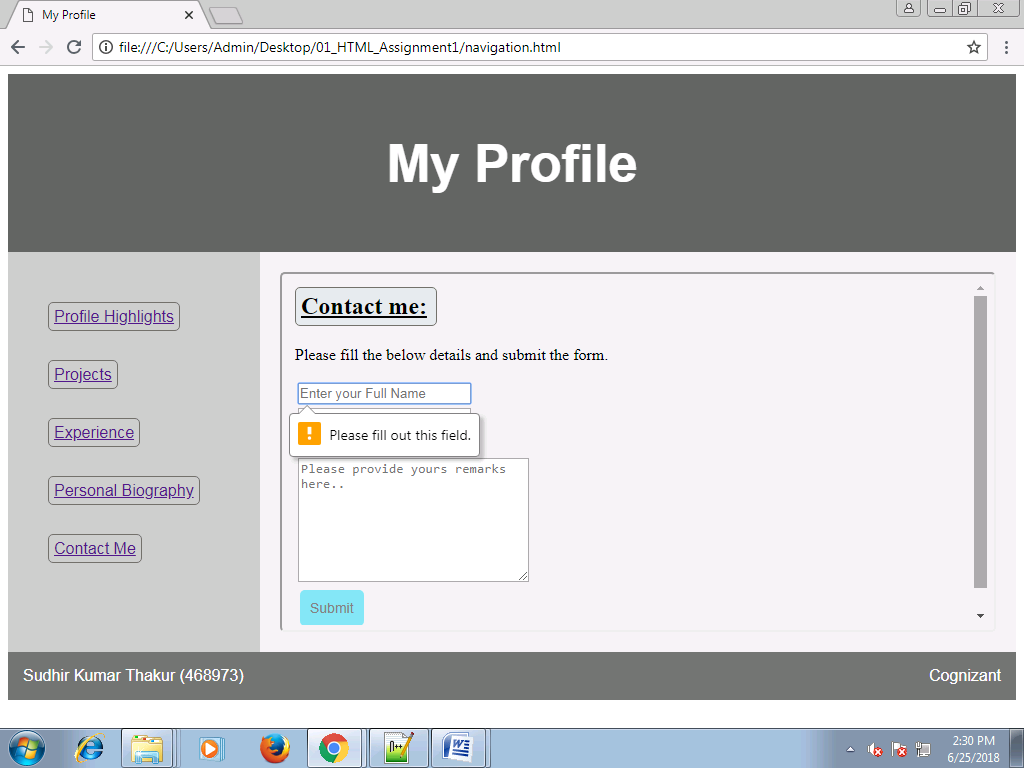 My Profile
file:///C:/Users/Admin/Desktop/01_HTML_Assignment1/navigation.html
My Profile
Profile Highlights
Projects
Experience
Personal Biography
Contact Me
Contact me:
Please fill the below details and submit the form.
Enter your Full Name
Please fill out this field.
Please provide yours remarks
here..
Submit
Sudhir Kumar Thakur (468973)
Cognizant
2:30 PM
6/25/2018